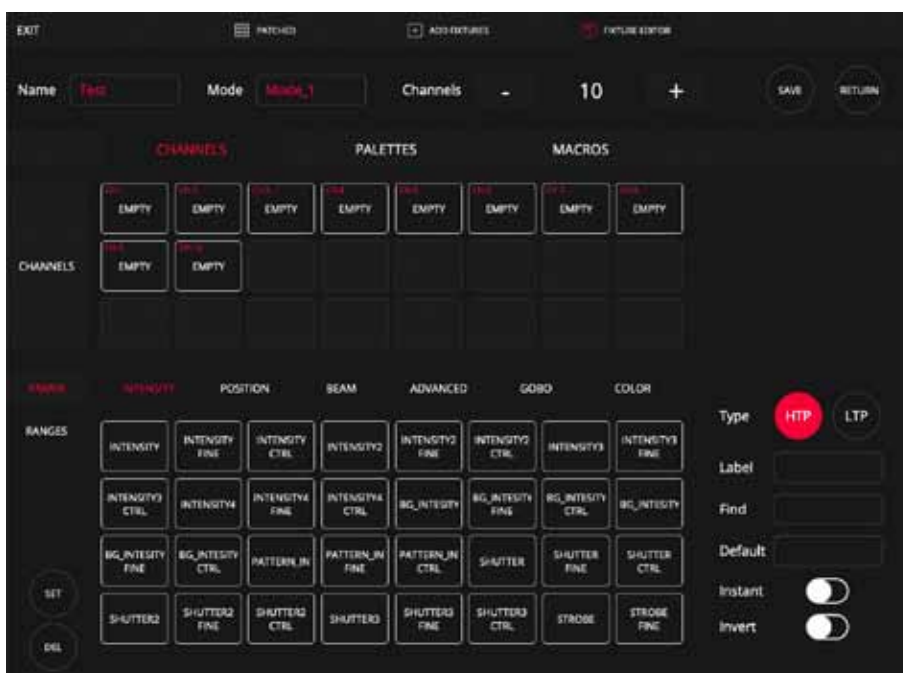 EXIT PATCHED ADD FIXTURES FIXTURE EDITOR
Name Test Mode Mode_1 Channels - 10 + SAVE RETURN
CHANNELS PALETTES MACROS
EMPTY EMPTY EMPTY EMPTY EMPTY EMPTY EMPTY EMPTY
CHANNELS EMPTY EMPTY
INTENSITY POSITION BEAM ADVANCED GOBO COLOR
RANGES
INTENSITY INTENSITY FINE INTENSITY CTRL INTENSITY2 INTENSITY2 FINE INTENSITY2 CTRL INTENSITY3 INTENSITY3 FINE
INTENSITY3 CTRL INTENSITY4 INTENSITY4 FINE INTENSITY4 CTRL BG_INTESITY BG_INTESITY FINE BG_INTESITY CTRL BG_INTESITY
BG_INTESITY FINE BG_INTESITY CTRL PATTERN_IN PATTERN_IN FINE PATTERN_IN CTRL SHUTTER SHUTTER FINE SHUTTER CTRL
SHUTTER2 SHUTTER2 FINE SHUTTER2 CTRL SHUTTER3 SHUTTER3 FINE SHUTTER3 CTRL STROBE STROBE FINE
SET
DEL
Type HTP LTP
Label
Find
Default
Instant
Invert